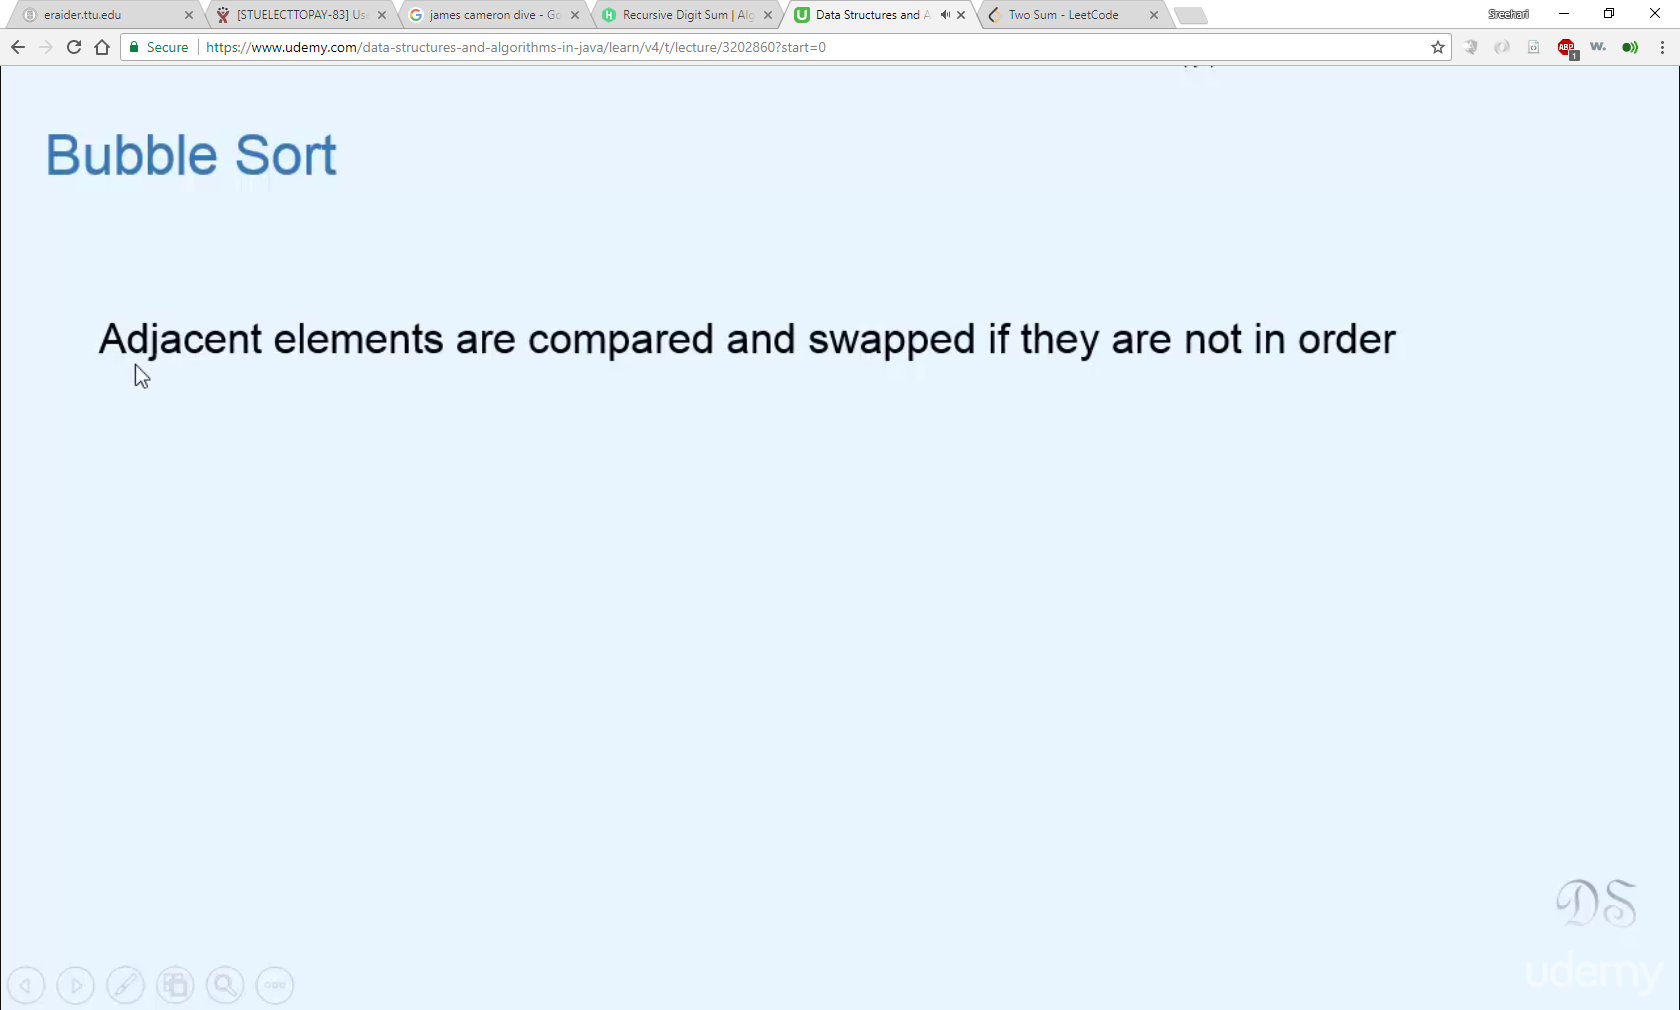 eraider.ttu.edu
[STUELECTTOPAY-83] Us
james cameron dive - Go
Recursive Digit Sum | Alg
Data Structures and A
Two Sum - LeetCode
Sreehari
Secure
https://www.udemy.com/data-structures-and-algorithms-in-java/learn/v4/t/lecture/3202860?start=0
ABP
1
W.
Bubble Sort
Adjacent elements are compared and swapped if they are not in order
DS
udemy